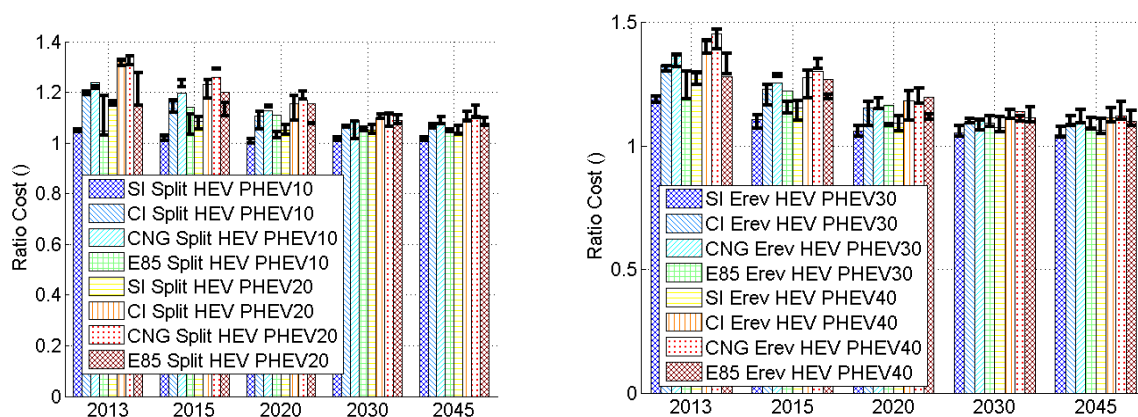 1.4
1.2
1
0.8
0.6
0.4
0.2
0
Ratio Cost ()
SI Split HEV PHEV10
CI Split HEV PHEV10
CNG Split HEV PHEV10
E85 Split HEV PHEV10
SI Split HEV PHEV20
CI Split HEV PHEV20
CNG Split HEV PHEV20
E85 Split HEV PHEV20
2013 2015 2020 2030 2045
1.5
1
0.5
0
Ratio Cost ()
SI Erev HEV PHEV30
CI Erev HEV PHEV30
CNG Erev HEV PHEV30
E85 Erev HEV PHEV30
SI Erev HEV PHEV40
CI Erev HEV PHEV40
CNG Erev HEV PHEV40
E85 Erev HEV PHEV40
2013 2015 2020 2030 2045